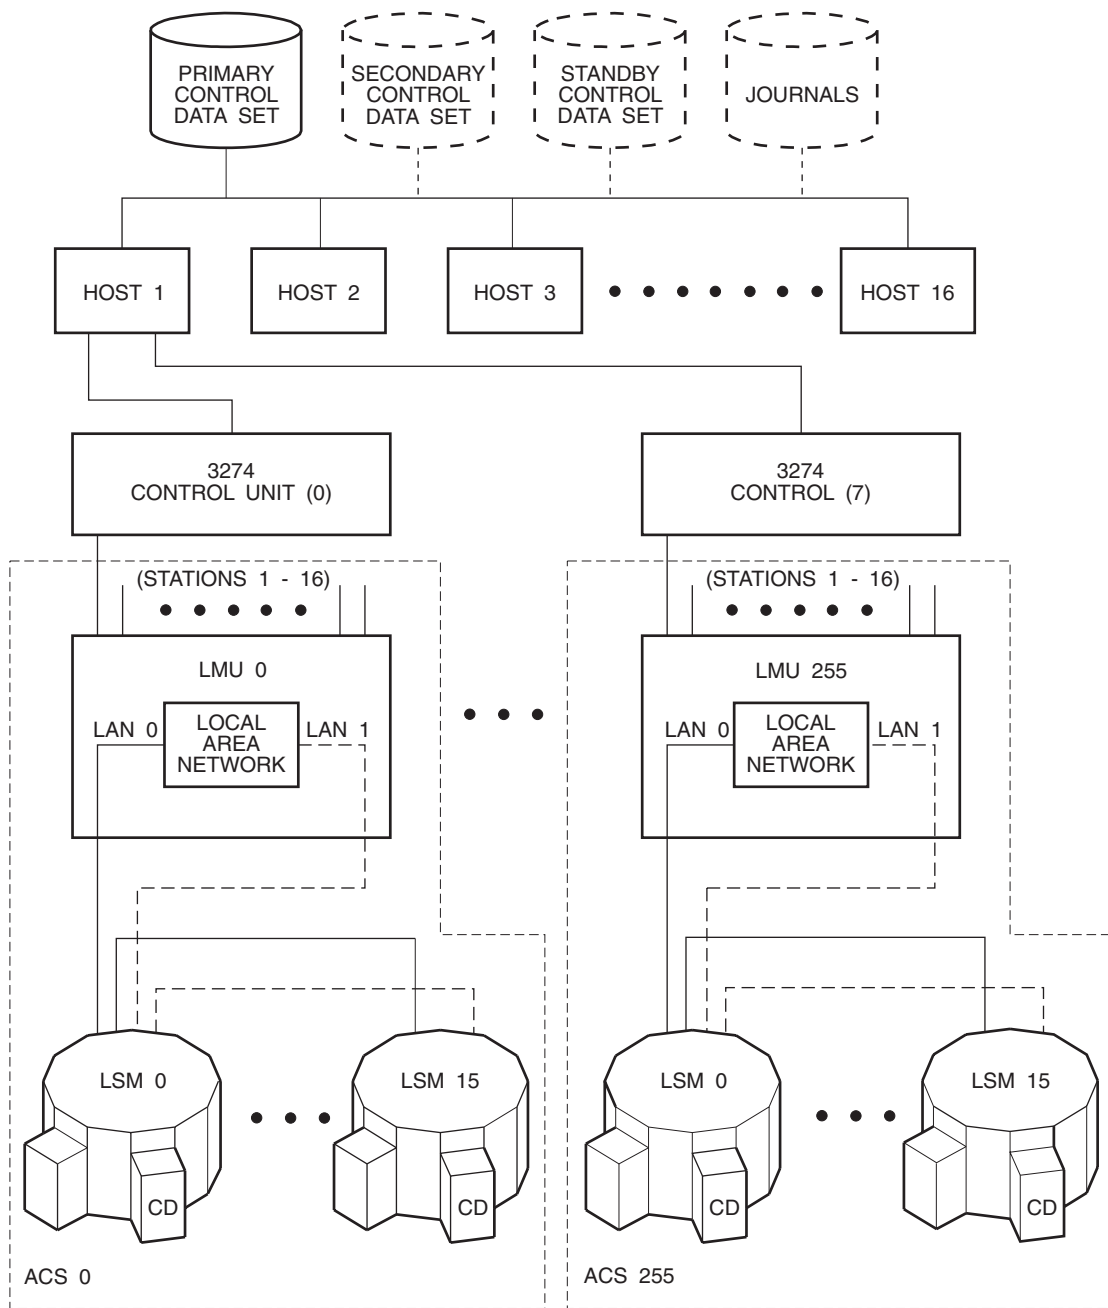 PRIMARY
CONTROL
DATA SET
SECONDARY
CONTROL
DATA SET
STANDBY
CONTROL
DATA SET
JOURNALS
HOST 1
HOST 2
HOST 3
HOST 16
3274
CONTROL UNIT (0)
3274
CONTROL (7)
(STATIONS 1 - 16)
(STATIONS 1 - 16)
LMU 0
LAN 0
LOCAL
AREA
NETWORK
LAN 1
LMU 255
LAN 0
LOCAL
AREA
NETWORK
LAN 1
LSM 0
LSM 15
LSM 0
LSM 15
CD
CD
CD
CD
ACS 0
ACS 255